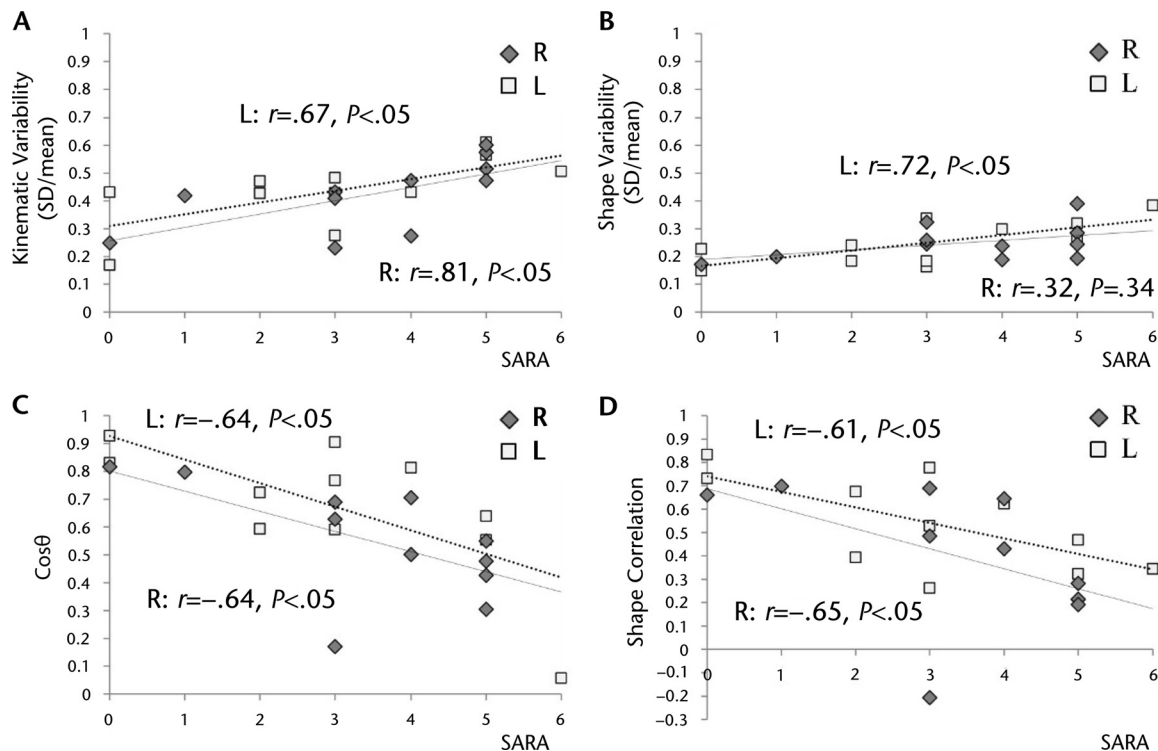 A
Kinematic Variability
(SD/mean)
1
0.9
0.8
0.7
0.6
0.5
0.4
0.3
0.2
0.1
0
R
L
L: r=.67, P<.05
R: r=.81, P<.05
0 1 2 3 4 5 6
SARA
B
Shape Variability
(SD/mean)
1
0.9
0.8
0.7
0.6
0.5
0.4
0.3
0.2
0.1
0
R
L
L: r=.72, P<.05
R: r=.32, P=.34
0 1 2 3 4 5 6
SARA
C
Cosθ
1
0.9
0.8
0.7
0.6
0.5
0.4
0.3
0.2
0.1
0
L: r=–.64, P<.05
R
L
R: r=–.64, P<.05
0 1 2 3 4 5 6
SARA
D
Shape Correlation
1
0.9
0.8
0.7
0.6
0.5
0.4
0.3
0.2
0.1
0
–0.1
–0.2
–0.3
L: r=–.61, P<.05
R
L
R: r=–.65, P<.05
0 1 2 3 4 5 6
SARA